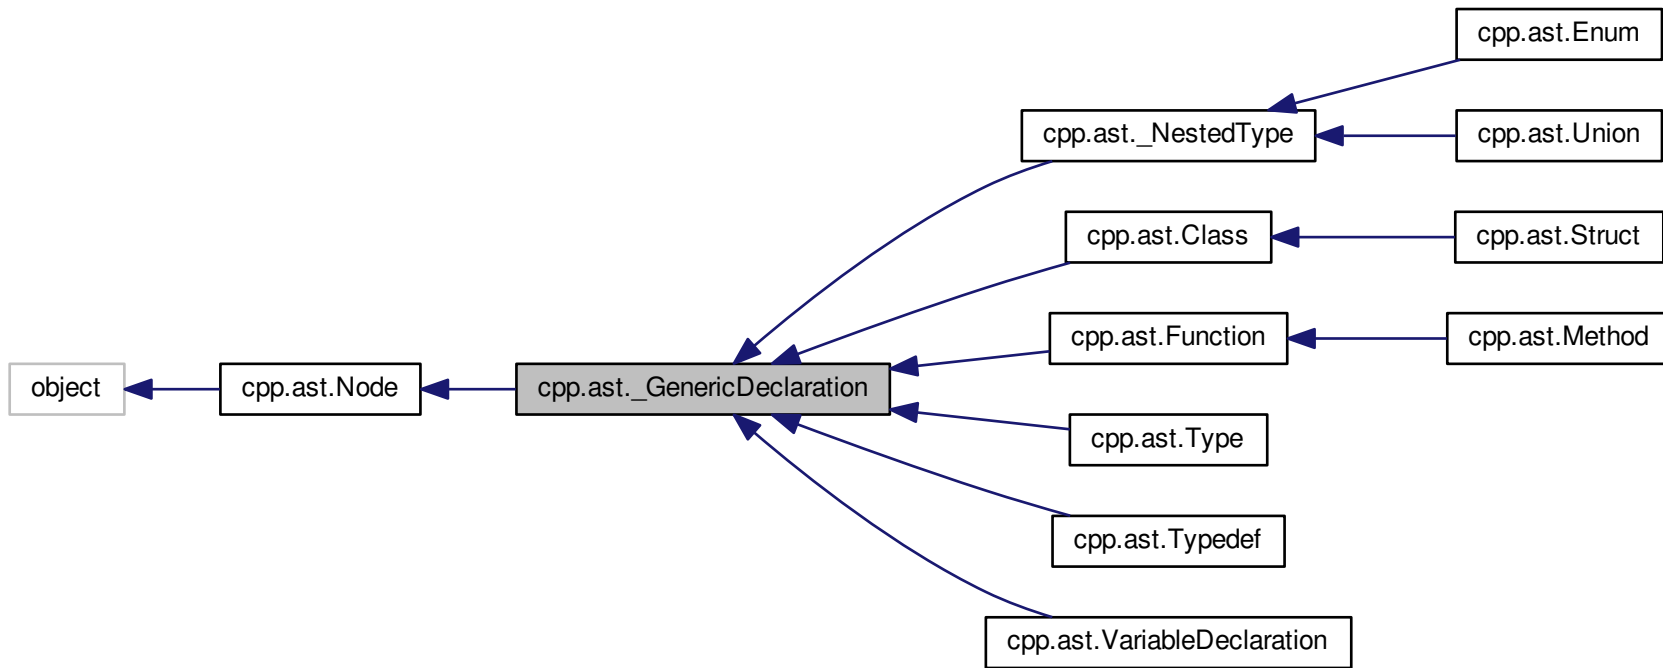 cpp.ast.Enum
cpp.ast._NestedType
cpp.ast.Union
cpp.ast.Class
cpp.ast.Struct
cpp.ast.Function
cpp.ast.Method
object
cpp.ast.Node
cpp.ast._GenericDeclaration
cpp.ast.Type
cpp.ast.Typedef
cpp.ast.VariableDeclaration